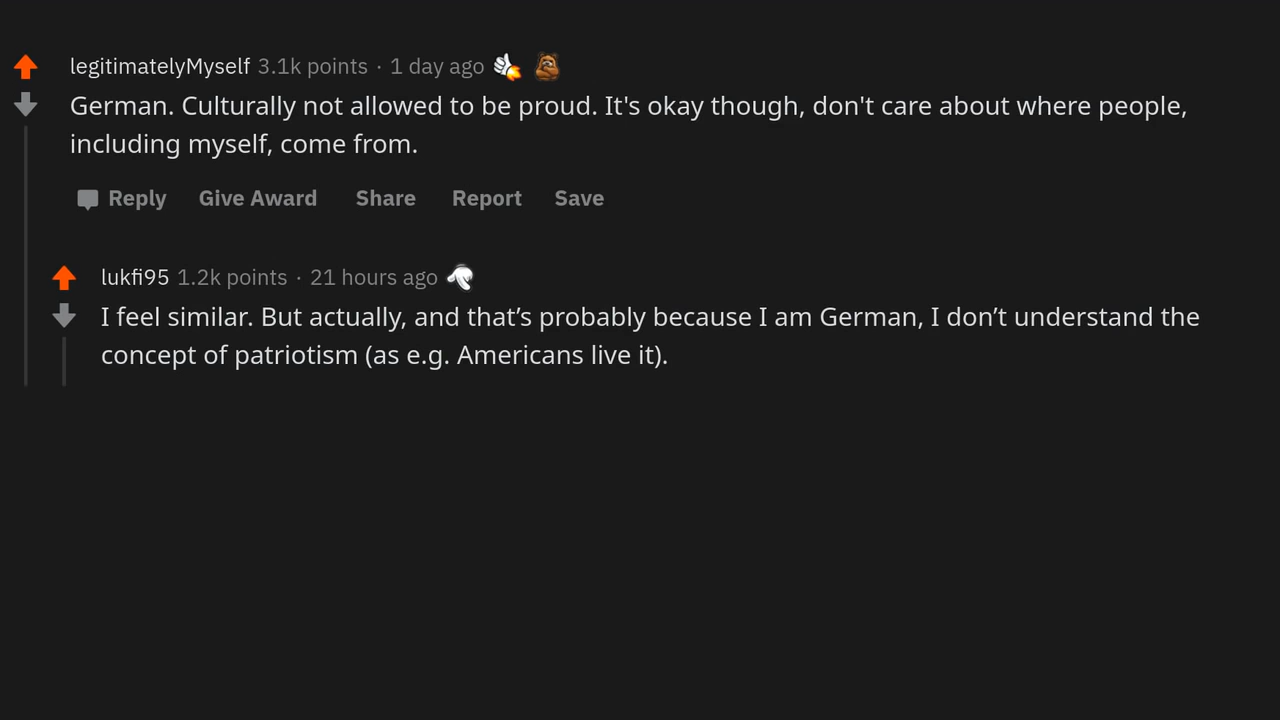 legitimatelyMyself 3.1k points · 1 day ago
German. Culturally not allowed to be proud. It's okay though, don't care about where people,
including myself, come from.
Reply Give Award Share Report Save
lukfi95 1.2k points · 21 hours ago
I feel similar. But actually, and that’s probably because I am German, I don’t understand the
concept of patriotism (as e.g. Americans live it).